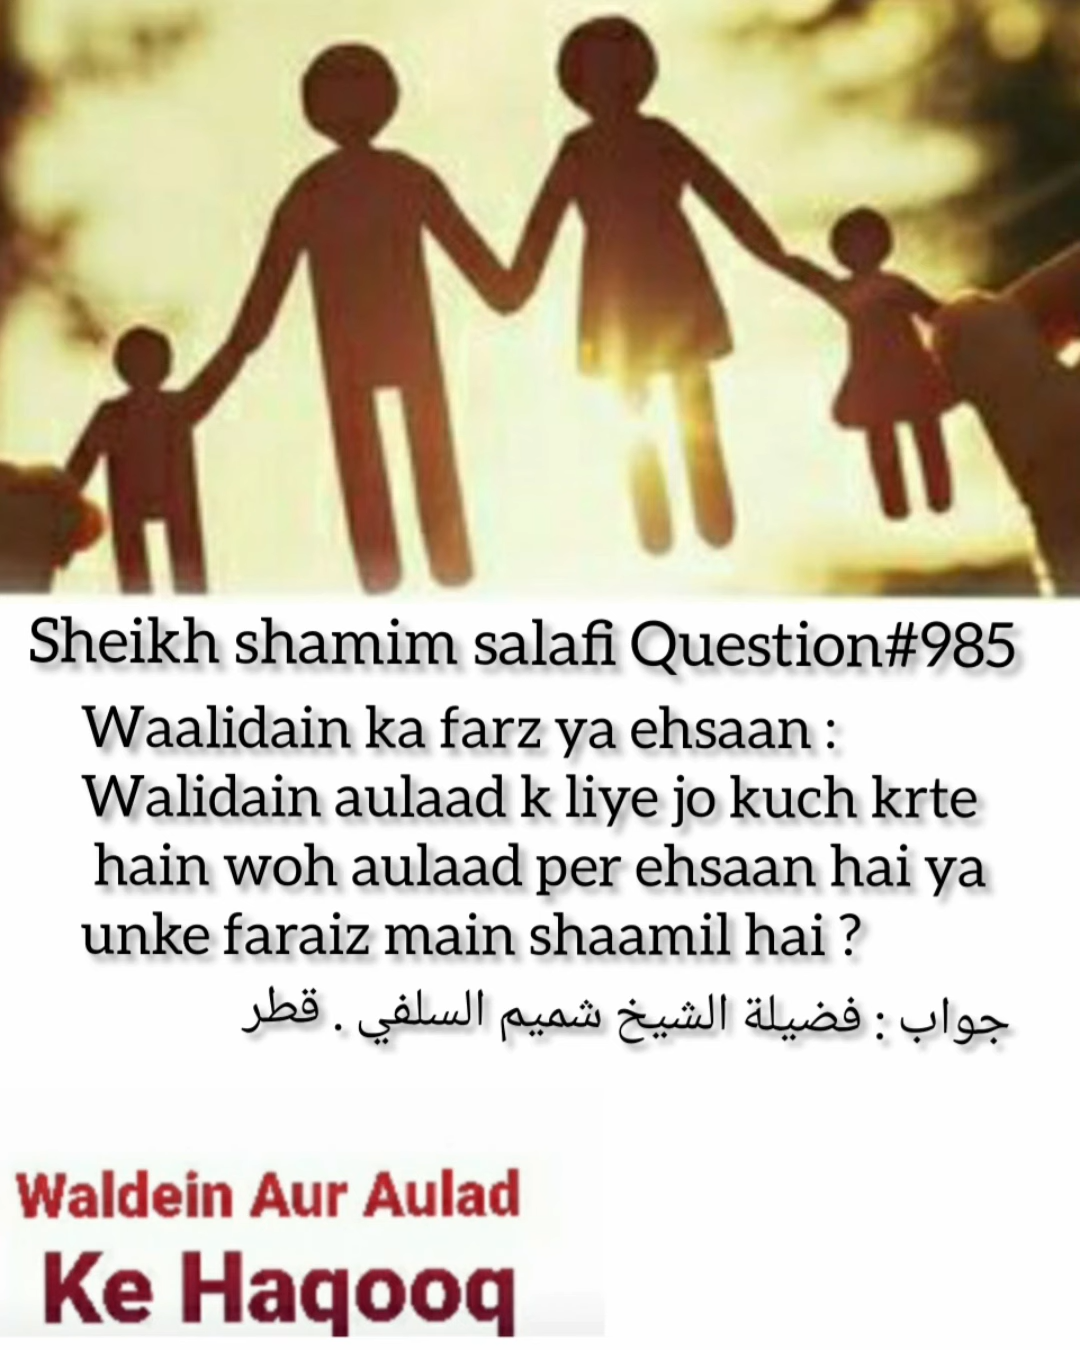 Sheikh shamim salafi Question#985
Waalidain ka farz ya ehsaan :
Walidain aulaad k liye jo kuch krte
hain woh aulaad per ehsaan hai ya
unke faraiz main shaamil hai ?
جواب : فضيلة الشيخ شميم السلفي . قطر
Waldein Aur Aulad
Ke Haqooq